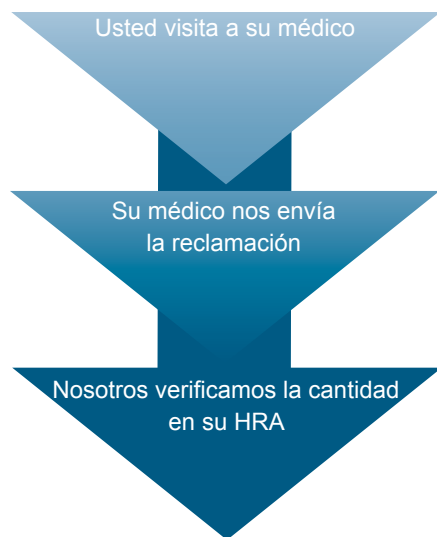 Usted visita a su médico
Su médico nos envía
la reclamación
Nosotros verificamos la cantidad
en su HRA